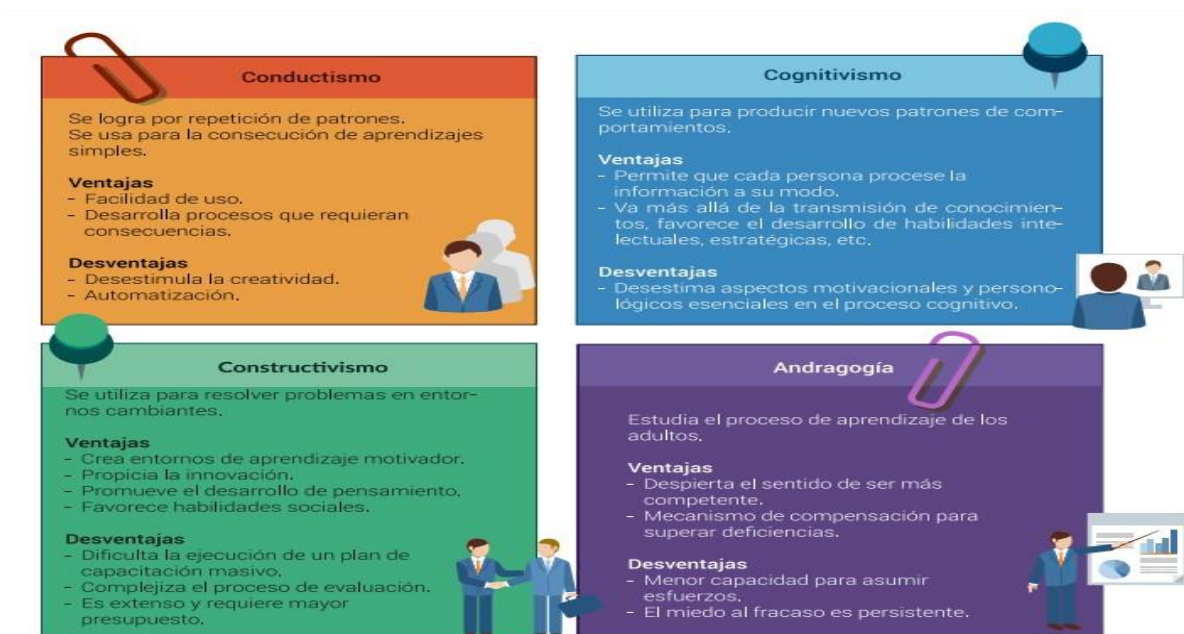 Conductismo
Se logra por repetición de patrones.
Se usa para la consecución de aprendizajes
simples.
Ventajas
- Facilidad de uso.
- Desarrolla procesos que requieran
consecuencias.
Desventajas
- Desestimula la creatividad.
- Automatización.
Cognitivismo
Se utiliza para producir nuevos patrones de com-
portamientos.
Ventajas
- Permite que cada persona procese la
información a su modo.
- Va más allá de la transmisión de conocimien-
tos, favorece el desarrollo de habilidades inte-
lectuales, estratégicas, etc.
Desventajas
- Desestima aspectos motivacionales y persono-
lógicos esenciales en el proceso cognitivo.
Constructivismo
Se utiliza para resolver problemas en entor-
nos cambiantes.
Ventajas
- Crea entornos de aprendizaje motivador.
- Propicia la innovación.
- Promueve el desarrollo de pensamiento.
- Favorece habilidades sociales.
Desventajas
- Dificulta la ejecución de un plan de
capacitación masivo.
- Complejiza el proceso de evaluación.
- Es extenso y requiere mayor
presupuesto.
Andragogía
Estudia el proceso de aprendizaje de los
adultos.
Ventajas
- Despierta el sentido de ser más
competente.
- Mecanismo de compensación para
superar deficiencias.
Desventajas
- Menor capacidad para asumir
esfuerzos.
- El miedo al fracaso es persistente.